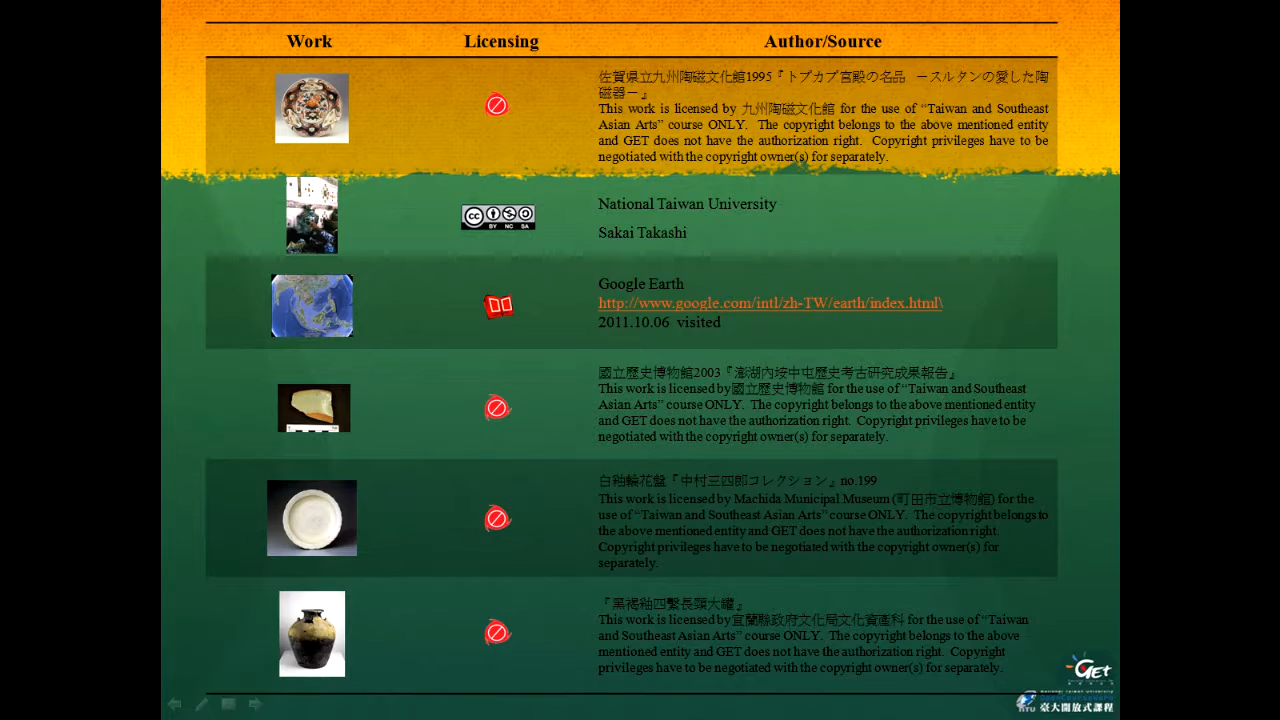 Work Licensing Author/Source
佐賀県立九州陶磁文化館1995『トプカプ宮殿の名品 －スルタンの愛した陶
磁器－』
This work is licensed by 九州陶磁文化館 for the use of “Taiwan and Southeast
Asian Arts” course ONLY. The copyright belongs to the above mentioned entity
and GET does not have the authorization right. Copyright privileges have to be
negotiated with the copyright owner(s) for separately.
cc BY NC SA
National Taiwan University
Sakai Takashi
Google Earth
http://www.google.com/intl/zh-TW/earth/index.html\
2011.10.06 visited
國立歷史博物館2003『澎湖內垵中屯歷史考古研究成果報告』
This work is licensed by國立歷史博物館 for the use of “Taiwan and Southeast
Asian Arts” course ONLY. The copyright belongs to the above mentioned entity
and GET does not have the authorization right. Copyright privileges have to be
negotiated with the copyright owner(s) for separately.
白釉輪花盤『中村三四郎コレクション』no.199
This work is licensed by Machida Municipal Museum (町田市立博物館) for the
use of “Taiwan and Southeast Asian Arts” course ONLY. The copyright belongs to
the above mentioned entity and GET does not have the authorization right.
Copyright privileges have to be negotiated with the copyright owner(s) for
separately.
『黑褐釉四繫長頸大罐』
This work is licensed by宜蘭縣政府文化局文化資產科 for the use of “Taiwan
and Southeast Asian Arts” course ONLY. The copyright belongs to the above
mentioned entity and GET does not have the authorization right. Copyright
privileges have to be negotiated with the copyright owner(s) for separately.
GET
National Taiwan University
NTU 臺大開放式課程